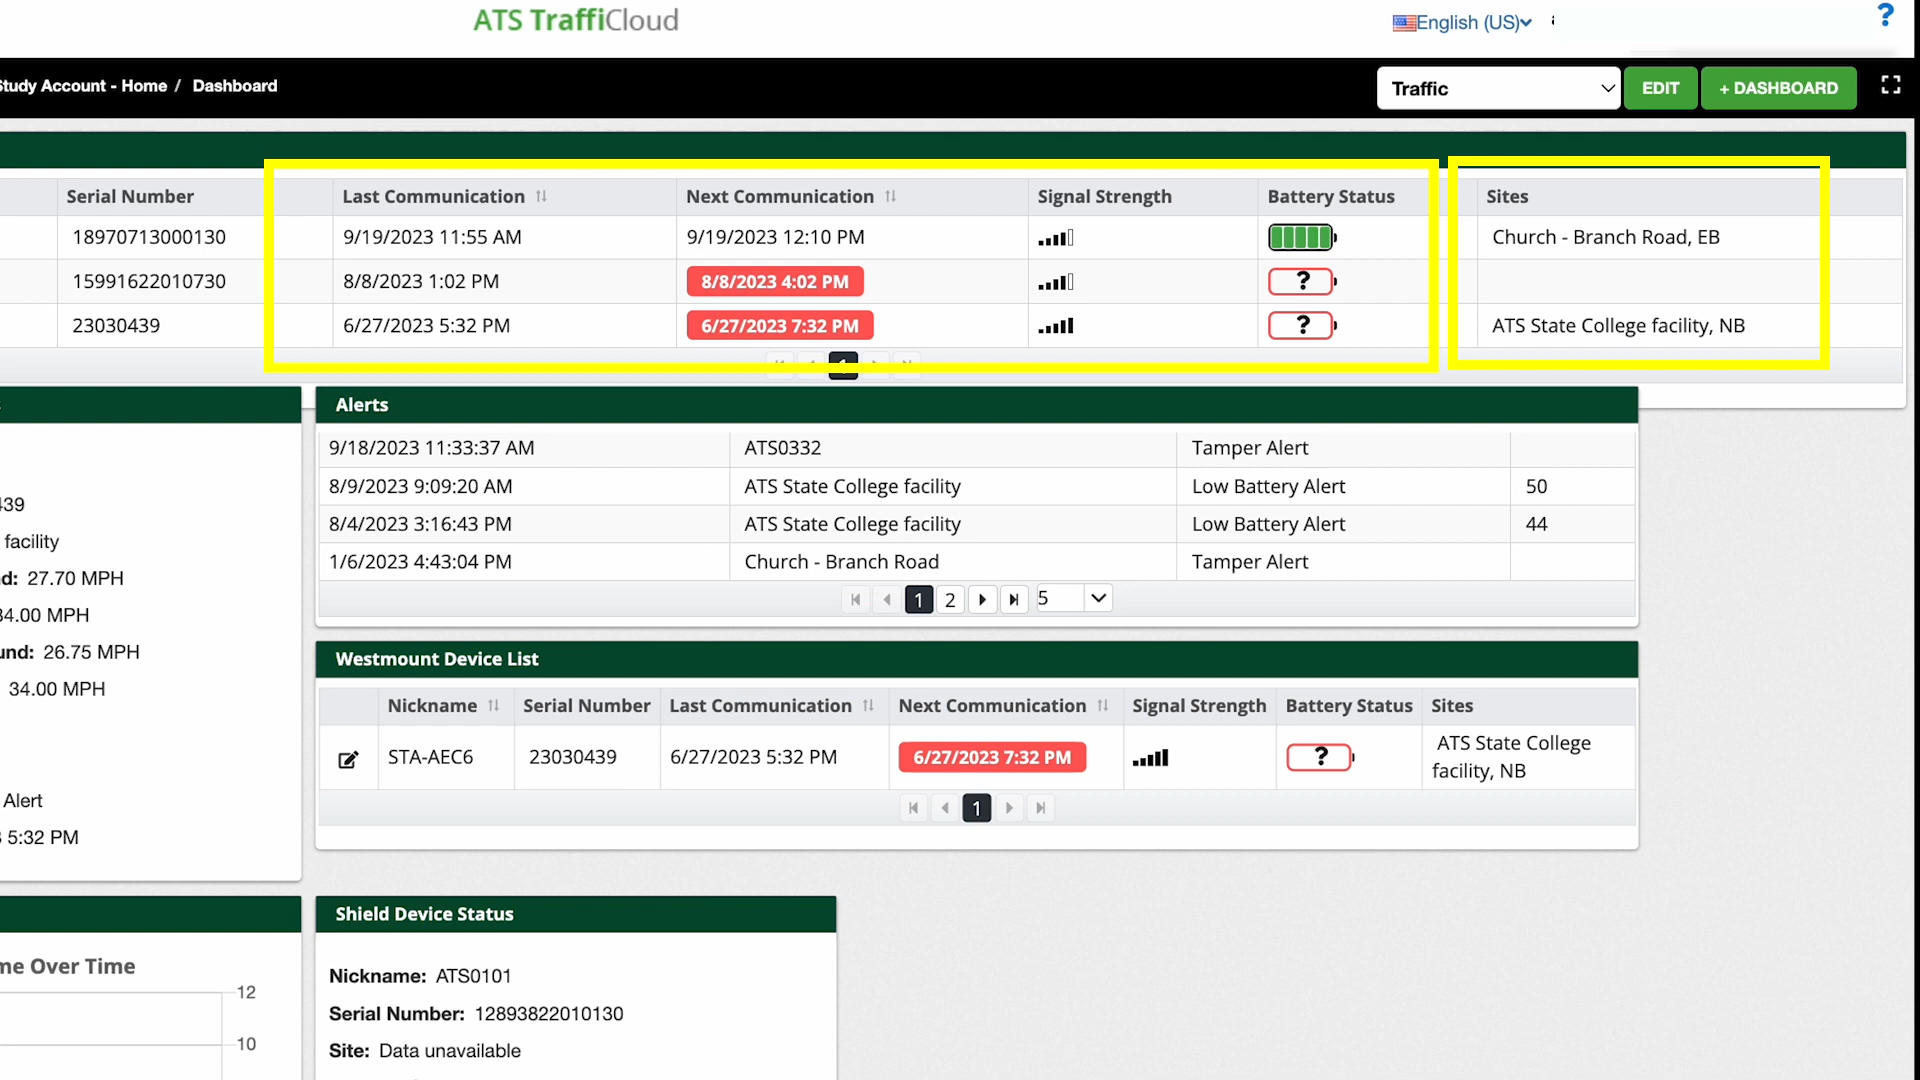 ATS TraffiCloud
English (US)
?
Study Account - Home / Dashboard
Traffic
EDIT
+ DASHBOARD
Serial Number Last Communication Next Communication Signal Strength Battery Status Sites
18970713000130 9/19/2023 11:55 AM 9/19/2023 12:10 PM Church - Branch Road, EB
15991622010730 8/8/2023 1:02 PM 8/8/2023 4:02 PM ?
23030439 6/27/2023 5:32 PM 6/27/2023 7:32 PM ? ATS State College facility, NB
1
Alerts
9/18/2023 11:33:37 AM ATS0332 Tamper Alert
8/9/2023 9:09:20 AM ATS State College facility Low Battery Alert 50
8/4/2023 3:16:43 PM ATS State College facility Low Battery Alert 44
1/6/2023 4:43:04 PM Church - Branch Road Tamper Alert
1 2 5
439
facility
d: 27.70 MPH
34.00 MPH
und: 26.75 MPH
34.00 MPH
Alert
5:32 PM
Westmount Device List
Nickname Serial Number Last Communication Next Communication Signal Strength Battery Status Sites
STA-AEC6 23030439 6/27/2023 5:32 PM 6/27/2023 7:32 PM ? ATS State College
facility, NB
1
me Over Time
12
10
Shield Device Status
Nickname: ATS0101
Serial Number: 12893822010130
Site: Data unavailable